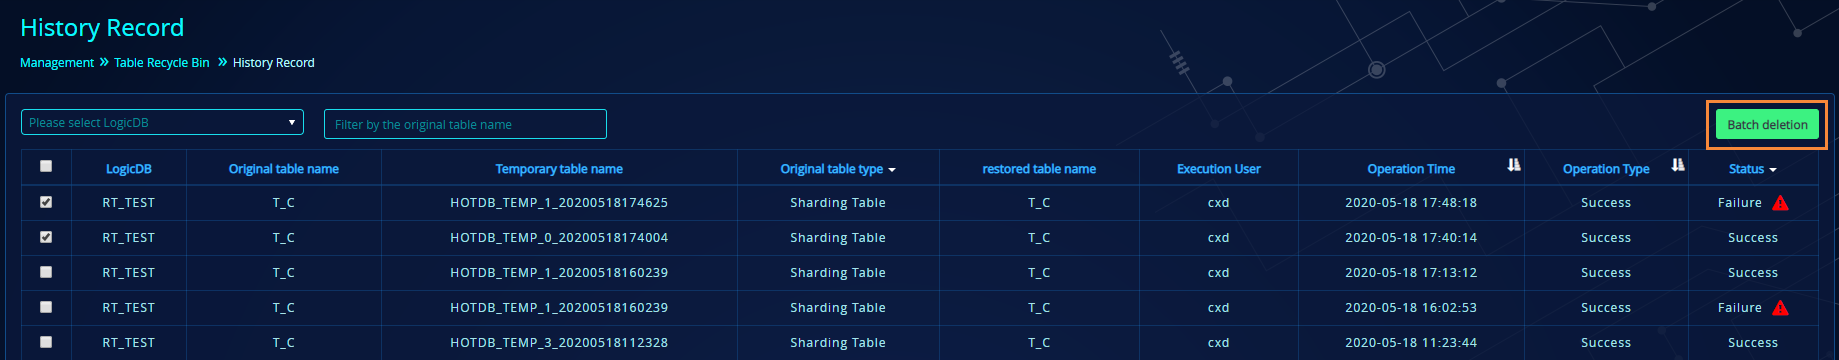 History Record
Management » Table Recycle Bin » History Record
Please select LogicDB Filter by the original table name Batch deletion
LogicDB Original table name Temporary table name Original table type restored table name Execution User Operation Time Operation Type Status
RT_TEST T_C HOTDB_TEMP_1_20200518174625 Sharding Table T_C cxd 2020-05-18 17:48:18 Success Failure
RT_TEST T_C HOTDB_TEMP_0_20200518174004 Sharding Table T_C cxd 2020-05-18 17:40:14 Success Success
RT_TEST T_C HOTDB_TEMP_1_20200518160239 Sharding Table T_C cxd 2020-05-18 17:13:12 Success Success
RT_TEST T_C HOTDB_TEMP_1_20200518160239 Sharding Table T_C cxd 2020-05-18 16:02:53 Success Failure
RT_TEST T_C HOTDB_TEMP_3_20200518112328 Sharding Table T_C cxd 2020-05-18 11:23:44 Success Success